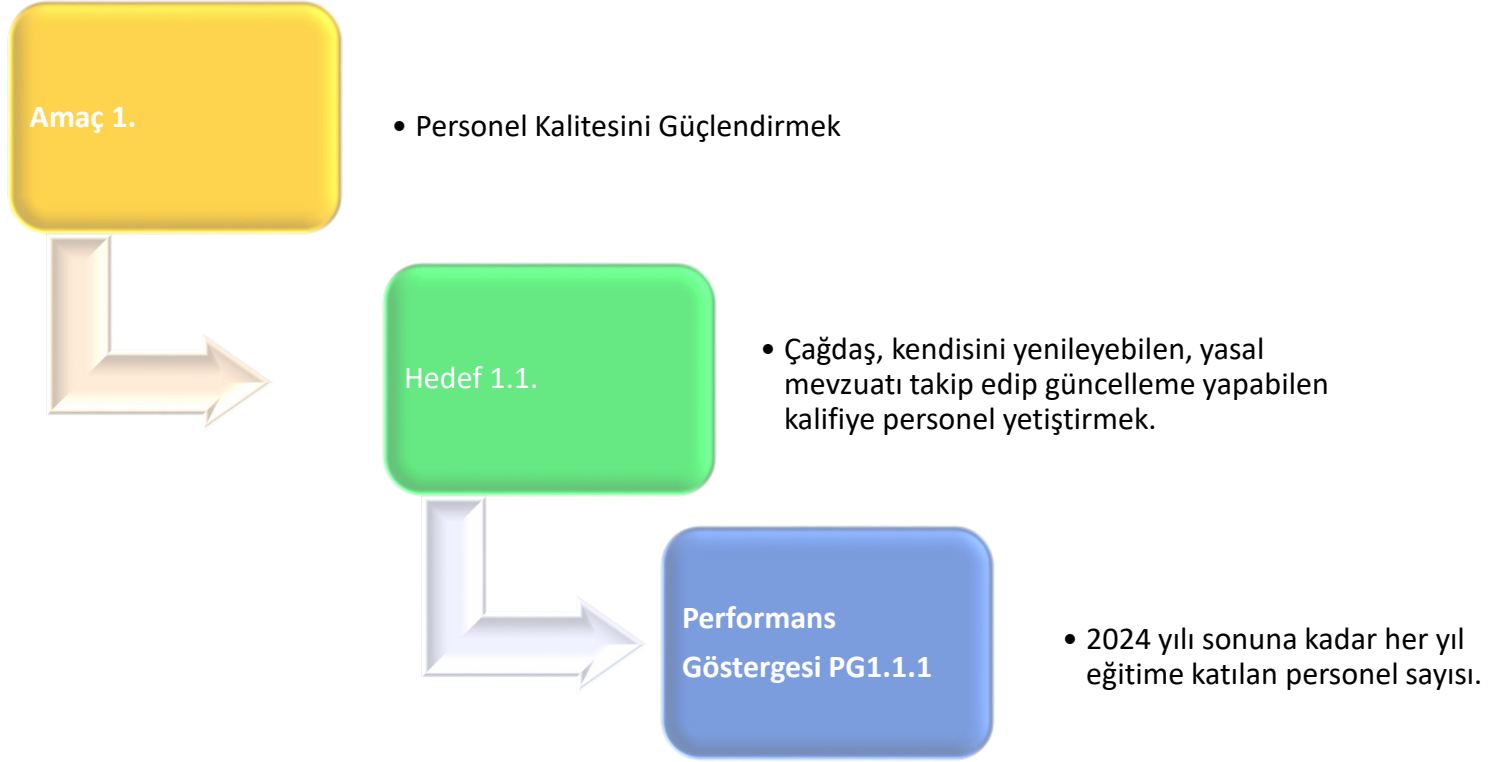 Amaç 1.
• Personel Kalitesini Güçlendirmek
Hedef 1.1.
• Çağdaş, kendisini yenileyebilen, yasal
mevzuatı takip edip güncelleme yapabilen
kalifiye personel yetiştirmek.
Performans
Göstergesi PG1.1.1
• 2024 yılı sonuna kadar her yıl
eğitime katılan personel sayısı.